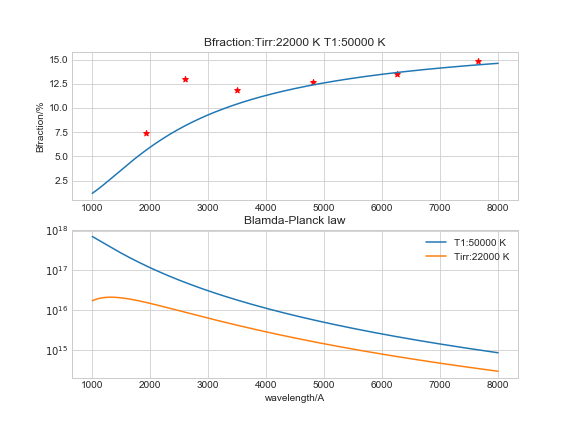 Bfraction:Tirr:22000 K T1:50000 K
15.0
12.5
10.0
7.5
5.0
2.5
Bfraction/%
1000 2000 3000 4000 5000 6000 7000 8000
Blamda-Planck law
10^18
10^17
10^16
10^15
T1:50000 K
Tirr:22000 K
1000 2000 3000 4000 5000 6000 7000 8000
wavelength/A